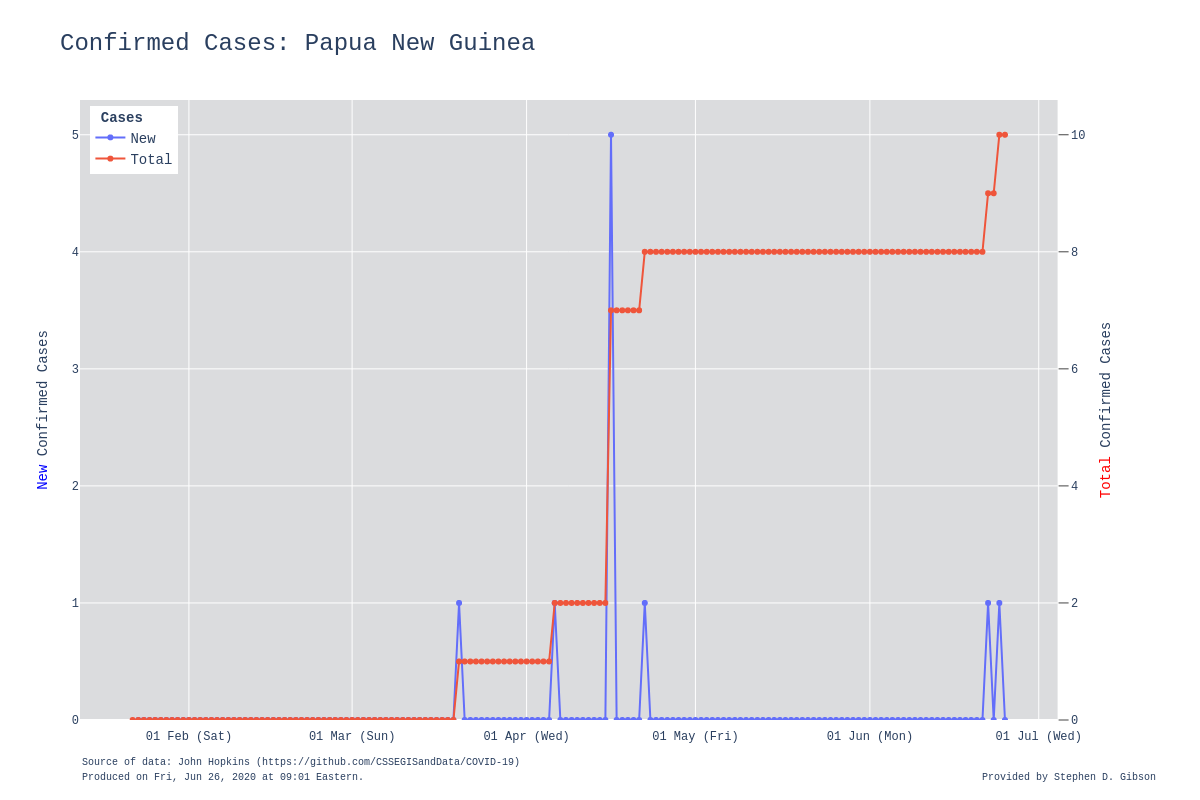 Confirmed Cases: Papua New Guinea
Cases
New
Total
5
4
3
2
1
0
10
8
6
4
2
0
New Confirmed Cases
Total Confirmed Cases
01 Feb (Sat)
01 Mar (Sun)
01 Apr (Wed)
01 May (Fri)
01 Jun (Mon)
01 Jul (Wed)
Source of data: John Hopkins (https://github.com/CSSEGISandData/COVID-19)
Produced on Fri, Jun 26, 2020 at 09:01 Eastern.
Provided by Stephen D. Gibson